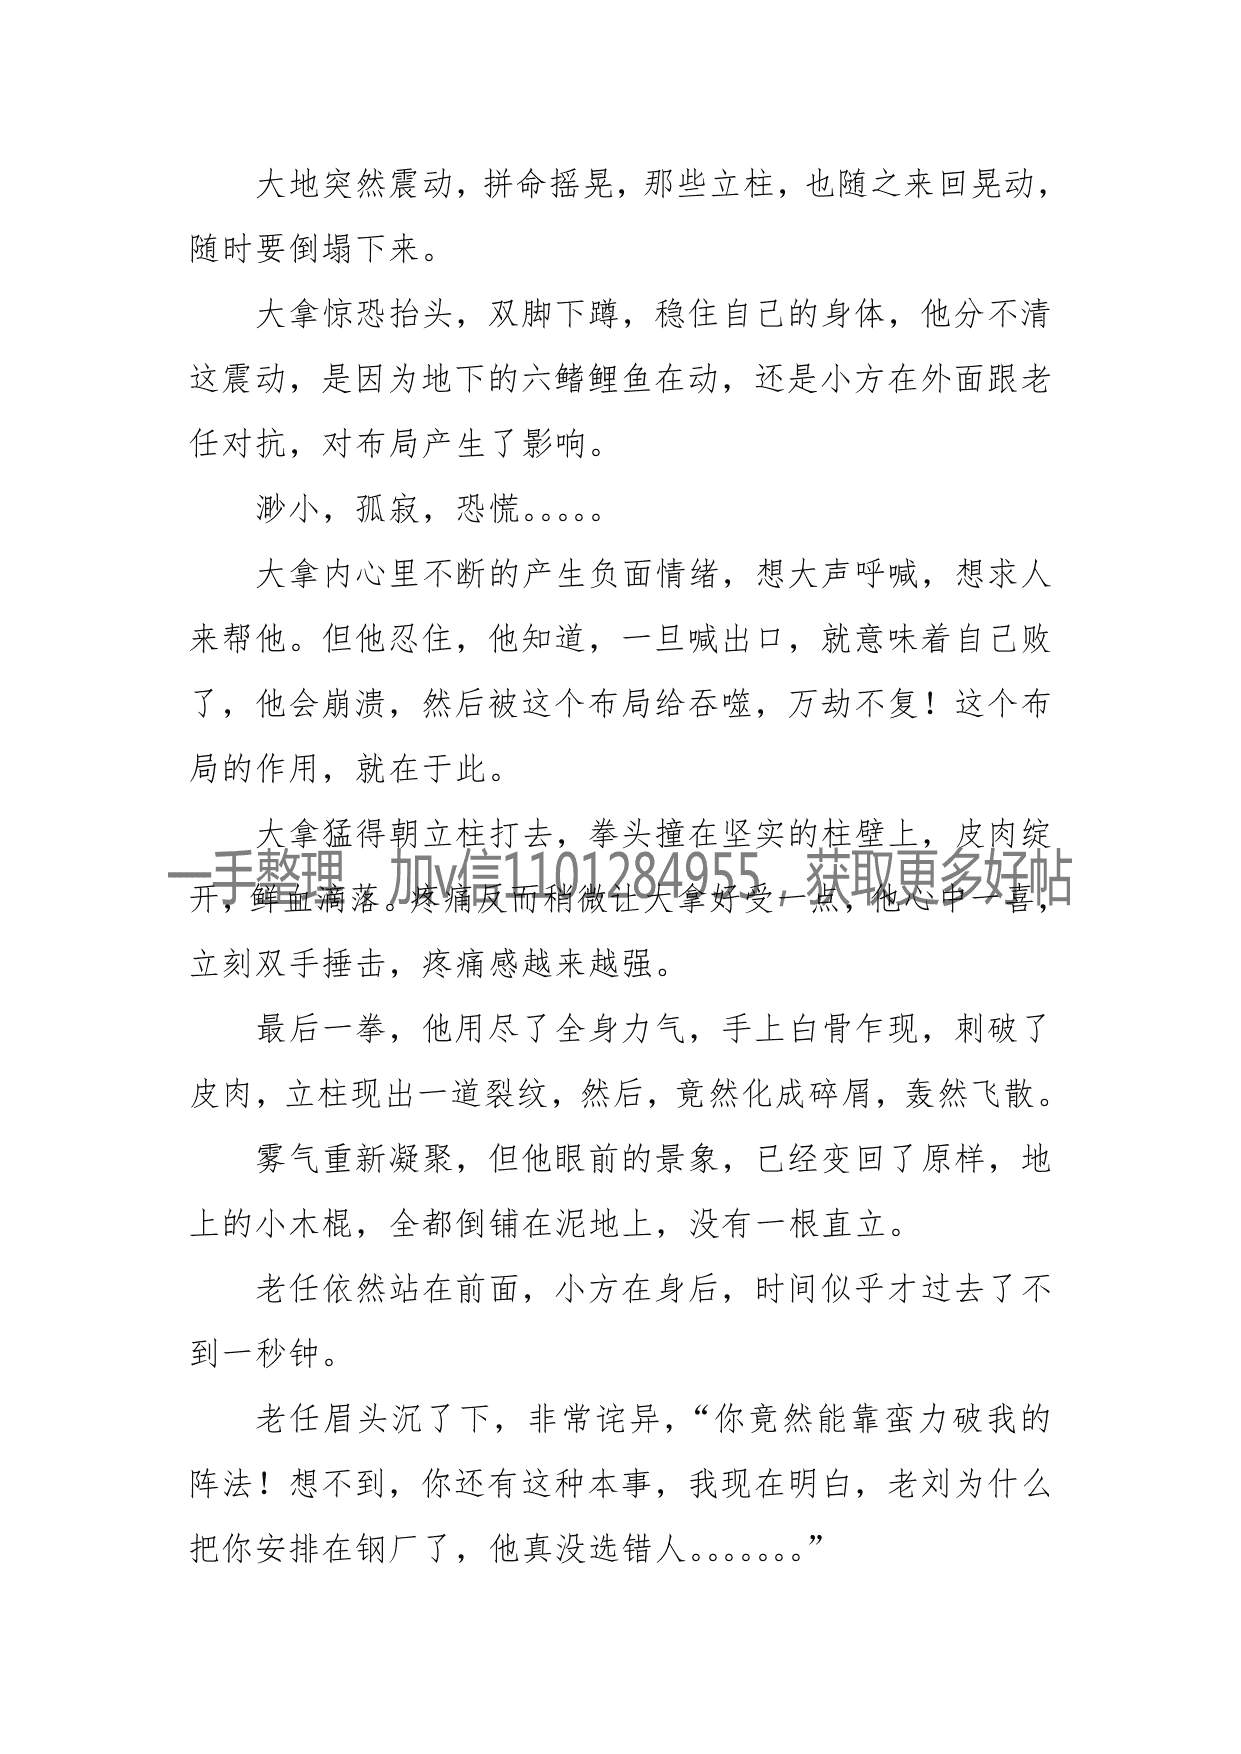 大地突然震动，拼命摇晃，那些立柱，也随之来回晃动，
随时要倒塌下来。
大拿惊恐抬头，双脚下蹲，稳住自己的身体，他分不清
这震动，是因为地下的六鳍鲤鱼在动，还是小方在外面跟老
任对抗，对布局产生了影响。
渺小，孤寂，恐慌。。。。。
大拿内心里不断的产生负面情绪，想大声呼喊，想求人
来帮他。但他忍住，他知道，一旦喊出口，就意味着自己败
了，他会崩溃，然后被这个布局给吞噬，万劫不复！这个布
局的作用，就在于此。
大拿猛得朝立柱打去，拳头撞在坚实的柱壁上，皮肉绽
一手整理，加v信1101284955，获取更多好帖
开，鲜血滴落。疼痛反而稍微让大拿好受一点，他心中一喜，
立刻双手捶击，疼痛感越来越强。
最后一拳，他用尽了全身力气，手上白骨乍现，刺破了
皮肉，立柱现出一道裂纹，然后，竟然化成碎屑，轰然飞散。
雾气重新凝聚，但他眼前的景象，已经变回了原样，地
上的小木棍，全都倒铺在泥地上，没有一根直立。
老任依然站在前面，小方在身后，时间似乎才过去了不
到一秒钟。
老任眉头沉了下，非常诧异，“你竟然能靠蛮力破我的
阵法！想不到，你还有这种本事，我现在明白，老刘为什么
把你安排在钢厂了，他真没选错人。。。。。。。”